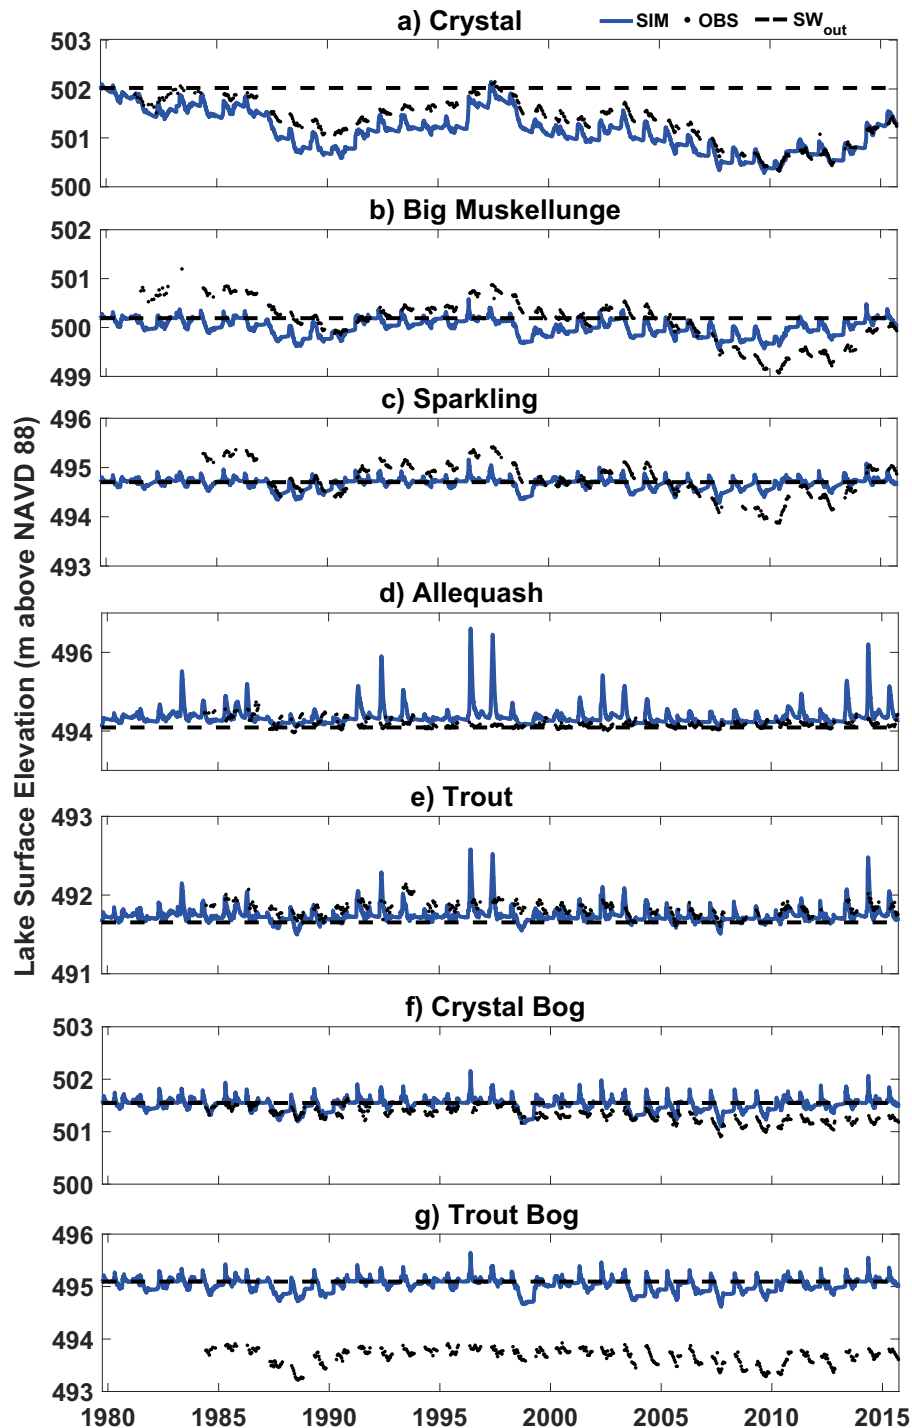 a) Crystal
SIM OBS SW_out
503
502
501
500
b) Big Muskellunge
502
501
500
499
c) Sparkling
496
495
494
493
d) Allequash
496
494
e) Trout
493
492
491
f) Crystal Bog
503
502
501
500
g) Trout Bog
496
495
494
493
1980 1985 1990 1995 2000 2005 2010 2015
Lake Surface Elevation (m above NAVD 88)